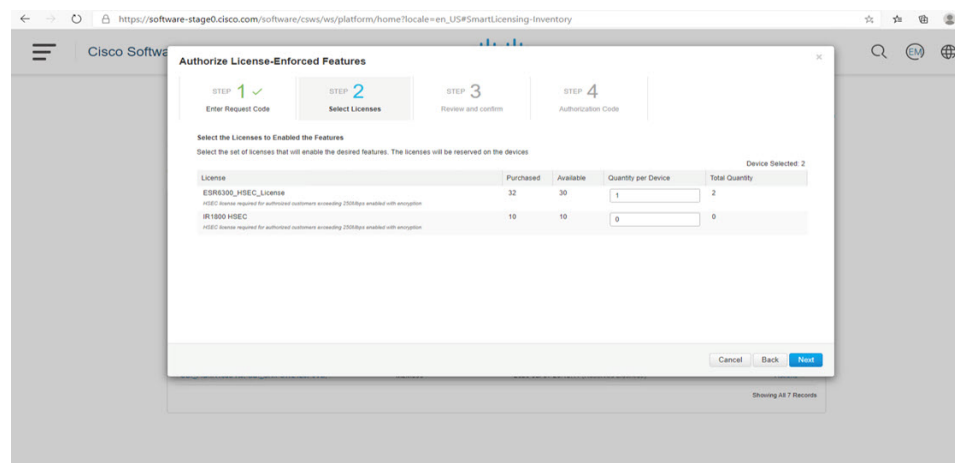 https://software-stage0.cisco.com/software/csws/ws/platform/home?locale=en_US#SmartLicensing-Inventory
Cisco Softwa
EM
Authorize License-Enforced Features
×
STEP 1 ✓
Enter Request Code
STEP 2
Select Licenses
STEP 3
Review and confirm
STEP 4
Authorization Code
Select the Licenses to Enabled the Features
Select the set of licenses that will enable the desired features. The licenses will be reserved on the devices
Device Selected: 2
License Purchased Available Quantity per Device Total Quantity
ESR6300_HSEC_License 32 30 1 2
HSEC license required for authorized customers exceeding 250Mbps enabled with encryption
IR1800 HSEC 10 10 0 0
HSEC license required for authorized customers exceeding 250Mbps enabled with encryption
Cancel Back Next
Showing All 7 Records